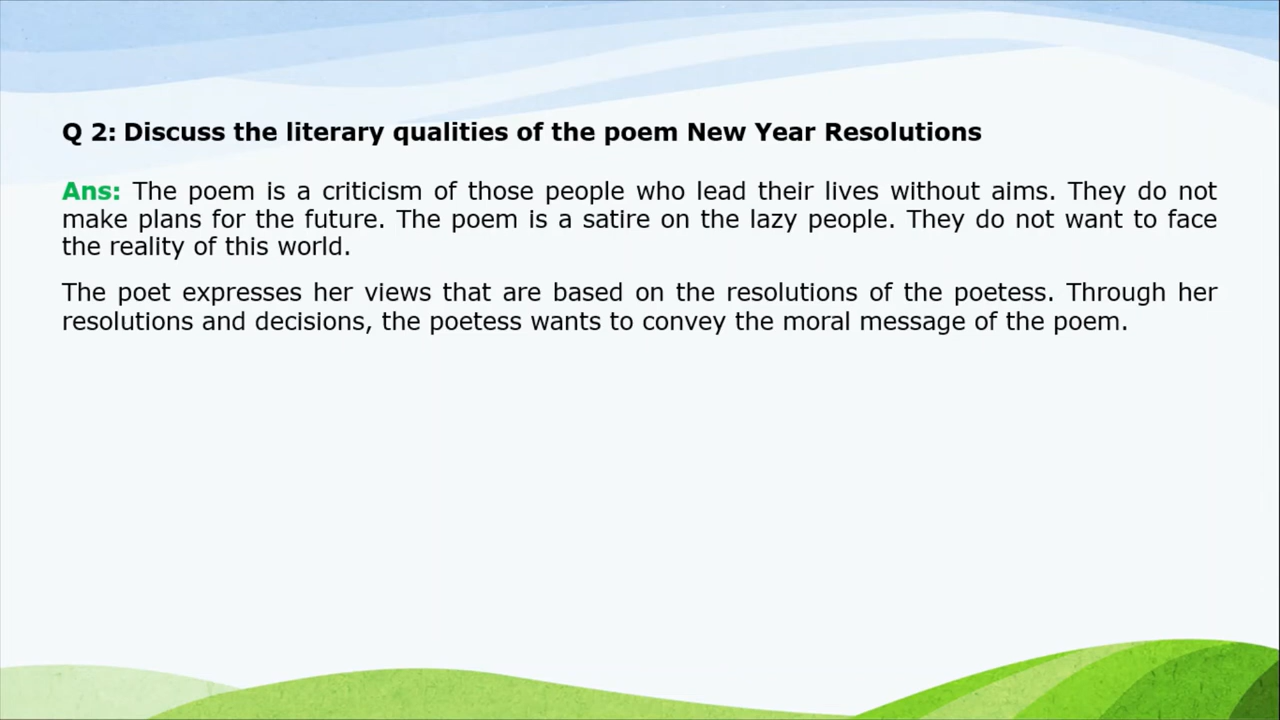 Q 2: Discuss the literary qualities of the poem New Year Resolutions
Ans: The poem is a criticism of those people who lead their lives without aims. They do not
make plans for the future. The poem is a satire on the lazy people. They do not want to face
the reality of this world.
The poet expresses her views that are based on the resolutions of the poetess. Through her
resolutions and decisions, the poetess wants to convey the moral message of the poem.